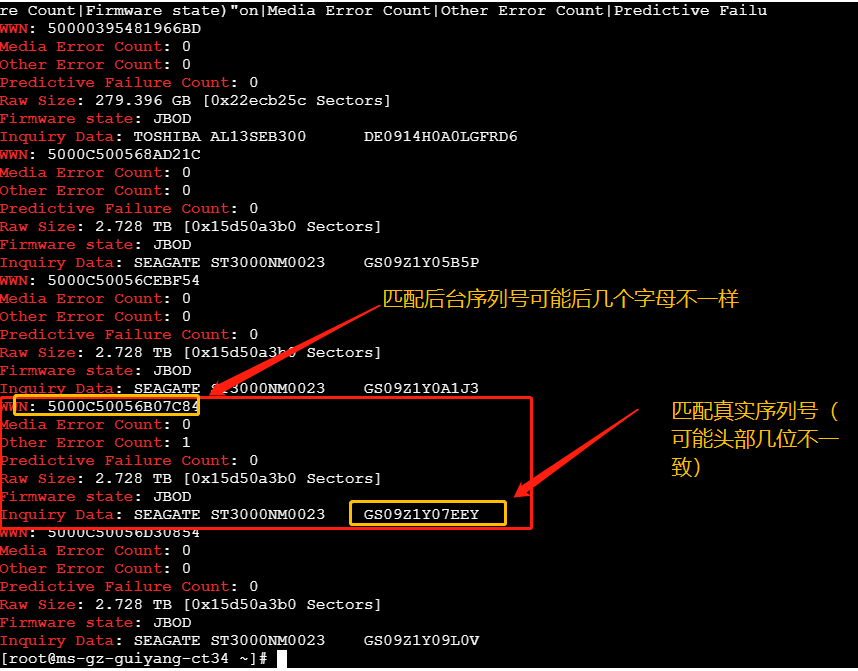 re Count|Firmware state)"on|Media Error Count|Other Error Count|Predictive Failu
WWN: 50000395481966BD
Media Error Count: 0
Other Error Count: 0
Predictive Failure Count: 0
Raw Size: 279.396 GB [0x22ecb25c Sectors]
Firmware state: JBOD
Inquiry Data: TOSHIBA AL13SEB300 DE0914H0A0LGFRD6
WWN: 5000C500568AD21C
Media Error Count: 0
Other Error Count: 0
Predictive Failure Count: 0
Raw Size: 2.728 TB [0x15d50a3b0 Sectors]
Firmware state: JBOD
Inquiry Data: SEAGATE ST3000NM0023 GS09Z1Y05B5P
WWN: 5000C50056CEBF54
Media Error Count: 0
匹配后台序列号可能后几个字母不一样
Other Error Count: 0
Predictive Failure Count: 0
Raw Size: 2.728 TB [0x15d50a3b0 Sectors]
Firmware state: JBOD
Inquiry Data: SEAGATE ST3000NM0023 GS09Z1Y0A1J3
WWN: 5000C50056B07C84
Media Error Count: 0
Other Error Count: 1
Predictive Failure Count: 0
Raw Size: 2.728 TB [0x15d50a3b0 Sectors]
Firmware state: JBOD
Inquiry Data: SEAGATE ST3000NM0023 GS09Z1Y07EEY
匹配真实序列号（
可能头部几位不一
致）
WWN: 5000C50056D30854
Media Error Count: 0
Other Error Count: 0
Predictive Failure Count: 0
Raw Size: 2.728 TB [0x15d50a3b0 Sectors]
Firmware state: JBOD
Inquiry Data: SEAGATE ST3000NM0023 GS09Z1Y09L0V
[root@ms-gz-guiyang-ct34 ~]#